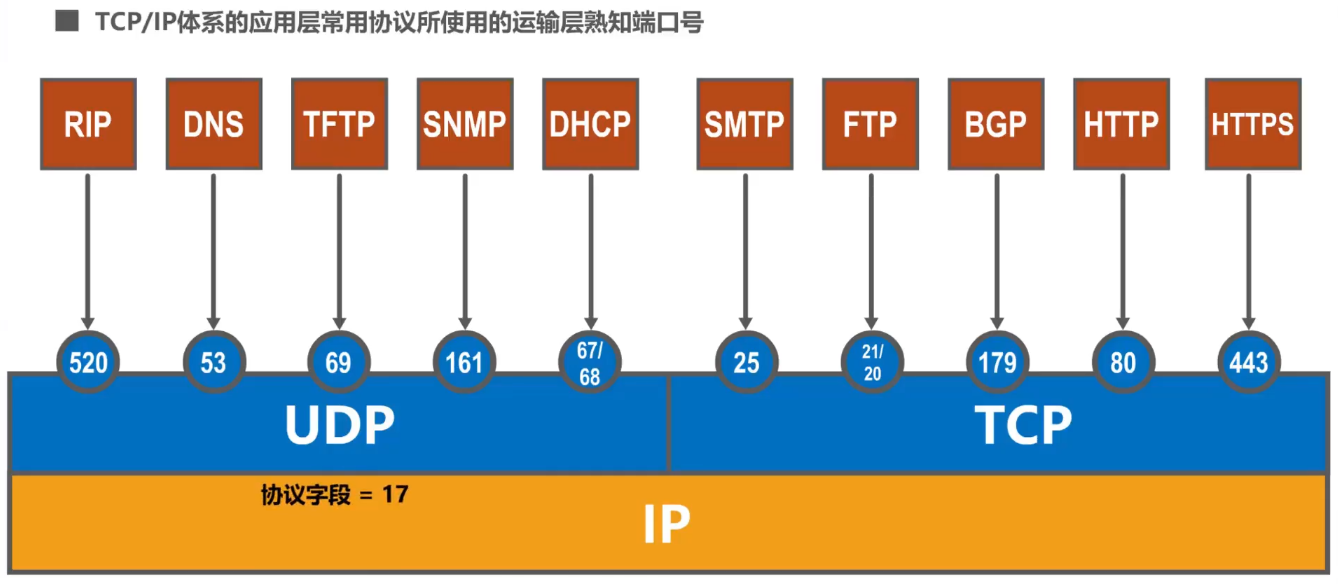 TCP/IP体系的应用层常用协议所使用的运输层熟知端口号
RIP DNS TFTP SNMP DHCP SMTP FTP BGP HTTP HTTPS
520 53 69 161 67/ 68 25 21/ 20 179 80 443
UDP TCP
协议字段 = 17
IP